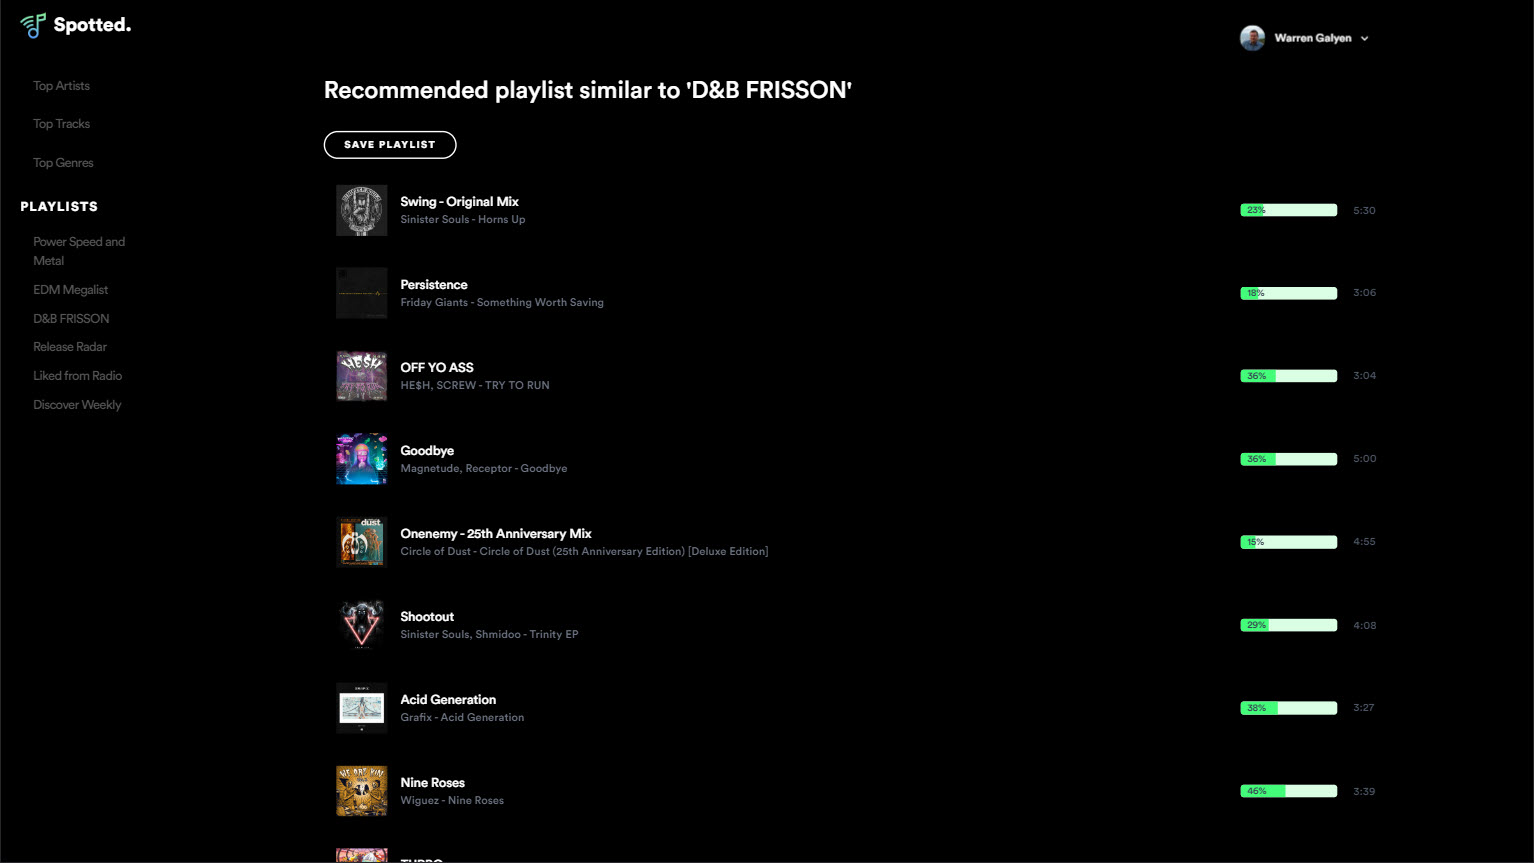 Spotted.
Warren Galyen
Top Artists
Top Tracks
Top Genres
PLAYLISTS
Power Speed and
Metal
EDM Megalist
D&B FRISSON
Release Radar
Liked from Radio
Discover Weekly
Recommended playlist similar to 'D&B FRISSON'
SAVE PLAYLIST
Swing - Original Mix
Sinister Souls - Horns Up
23% 5:30
Persistence
Friday Giants - Something Worth Saving
18% 3:06
HE$H
OFF YO ASS
HE$H, SCREW - TRY TO RUN
36% 3:04
Goodbye
Magnetude, Receptor - Goodbye
36% 5:00
dust
Onenemy - 25th Anniversary Mix
Circle of Dust - Circle of Dust (25th Anniversary Edition) [Deluxe Edition]
15% 4:55
Shootout
Sinister Souls, Shmidoo - Trinity EP
29% 4:08
Acid Generation
Grafix - Acid Generation
38% 3:27
WE ARE KIN
Nine Roses
Wiguez - Nine Roses
46% 3:39